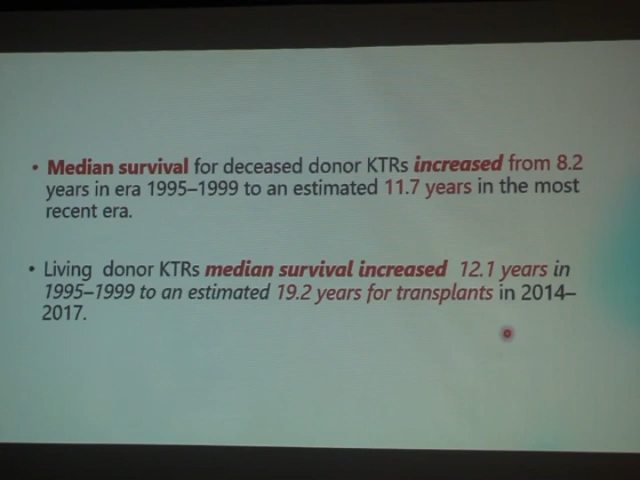 • Median survival for deceased donor KTRs increased from 8.2
years in era 1995–1999 to an estimated 11.7 years in the most
recent era.
• Living donor KTRs median survival increased 12.1 years in
1995–1999 to an estimated 19.2 years for transplants in 2014–
2017.